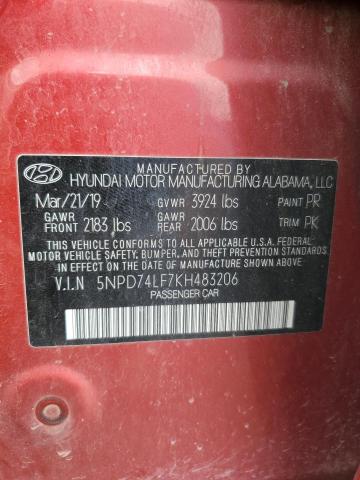 MANUFACTURED BY
HYUNDAI MOTOR MANUFACTURING ALABAMA, LLC
Mar/21/19 GVWR 3924 lbs PAINT PR
GAWR FRONT 2183 lbs GAWR REAR 2006 lbs TRIM PK
THIS VEHICLE CONFORMS TO ALL APPLICABLE U.S.A. FEDERAL
MOTOR VEHICLE SAFETY, BUMPER, AND THEFT PREVENTION STANDARDS
IN EFFECT ON THE DATE OF MANUFACTURE SHOWN ABOVE.
V.I.N 5NPD74LF7KH483206
PASSENGER CAR